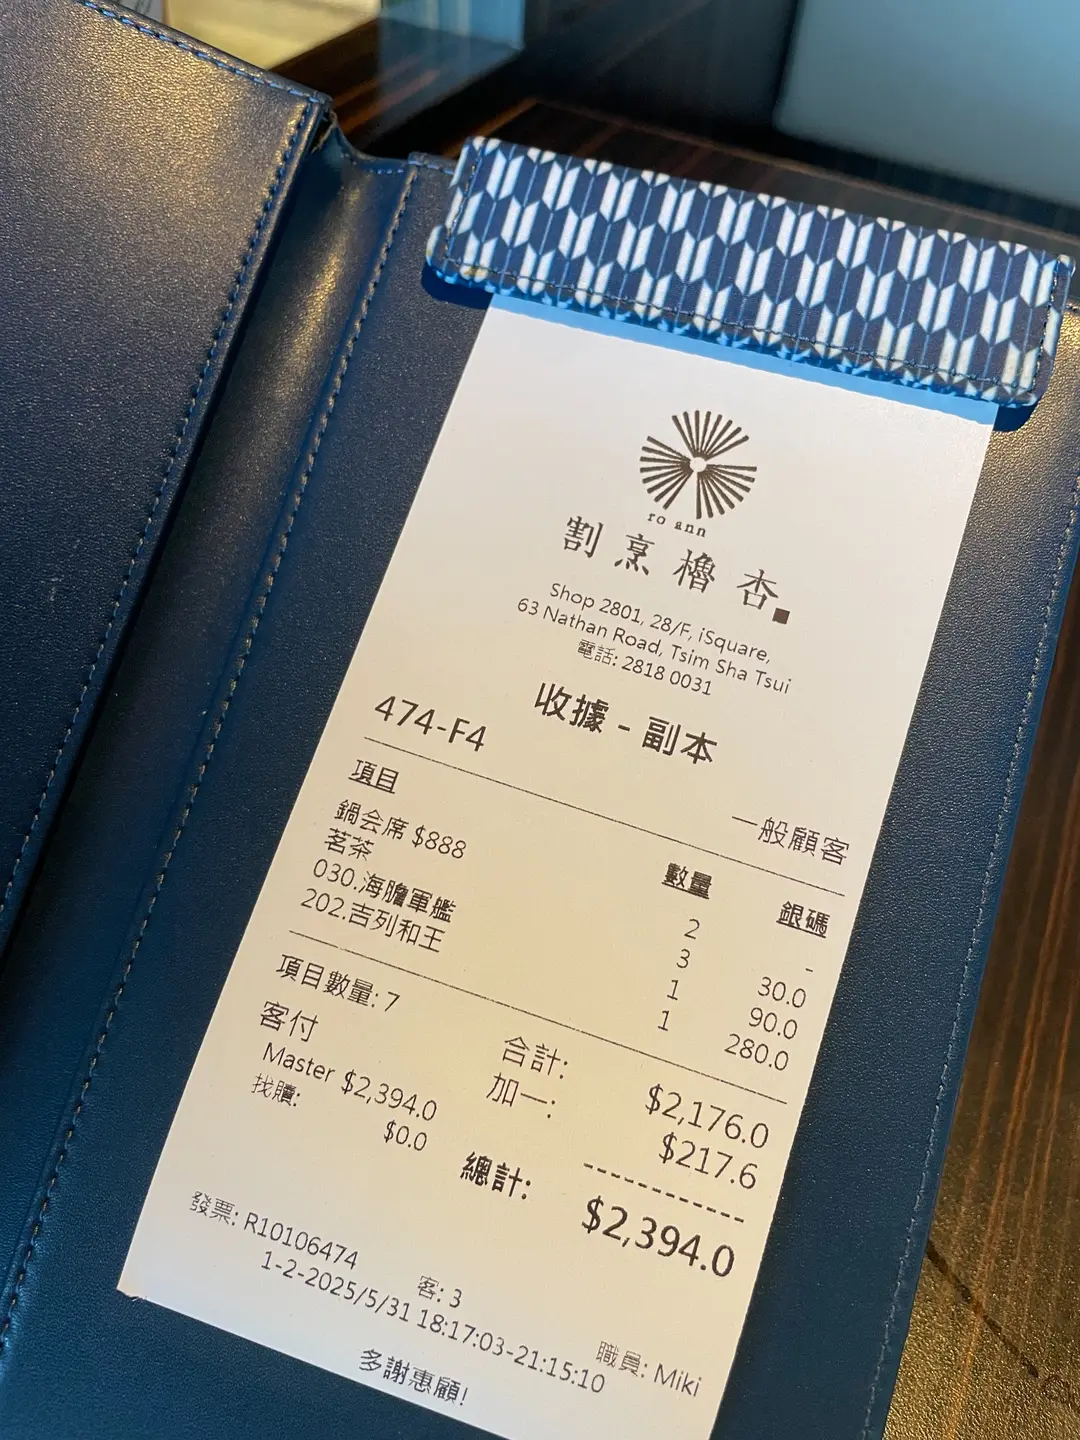 ro ann
割烹櫓杏
Shop 2801, 28/F, iSquare,
63 Nathan Road, Tsim Sha Tsui
電話: 2818 0031
收據 - 副本
474-F4
一般顧客
項目 數量 銀碼
鍋会席 $888 2 -
茗茶 3 30.0
030.海膽軍艦 1 90.0
202.吉列和王 1 280.0
項目數量: 7
合計: $2,176.0
加一: $217.6
客付
Master $2,394.0
找贖: $0.0
總計: $2,394.0
發票: R10106474 客: 3 職員: Miki
1-2-2025/5/31 18:17:03-21:15:10
多謝惠顧!